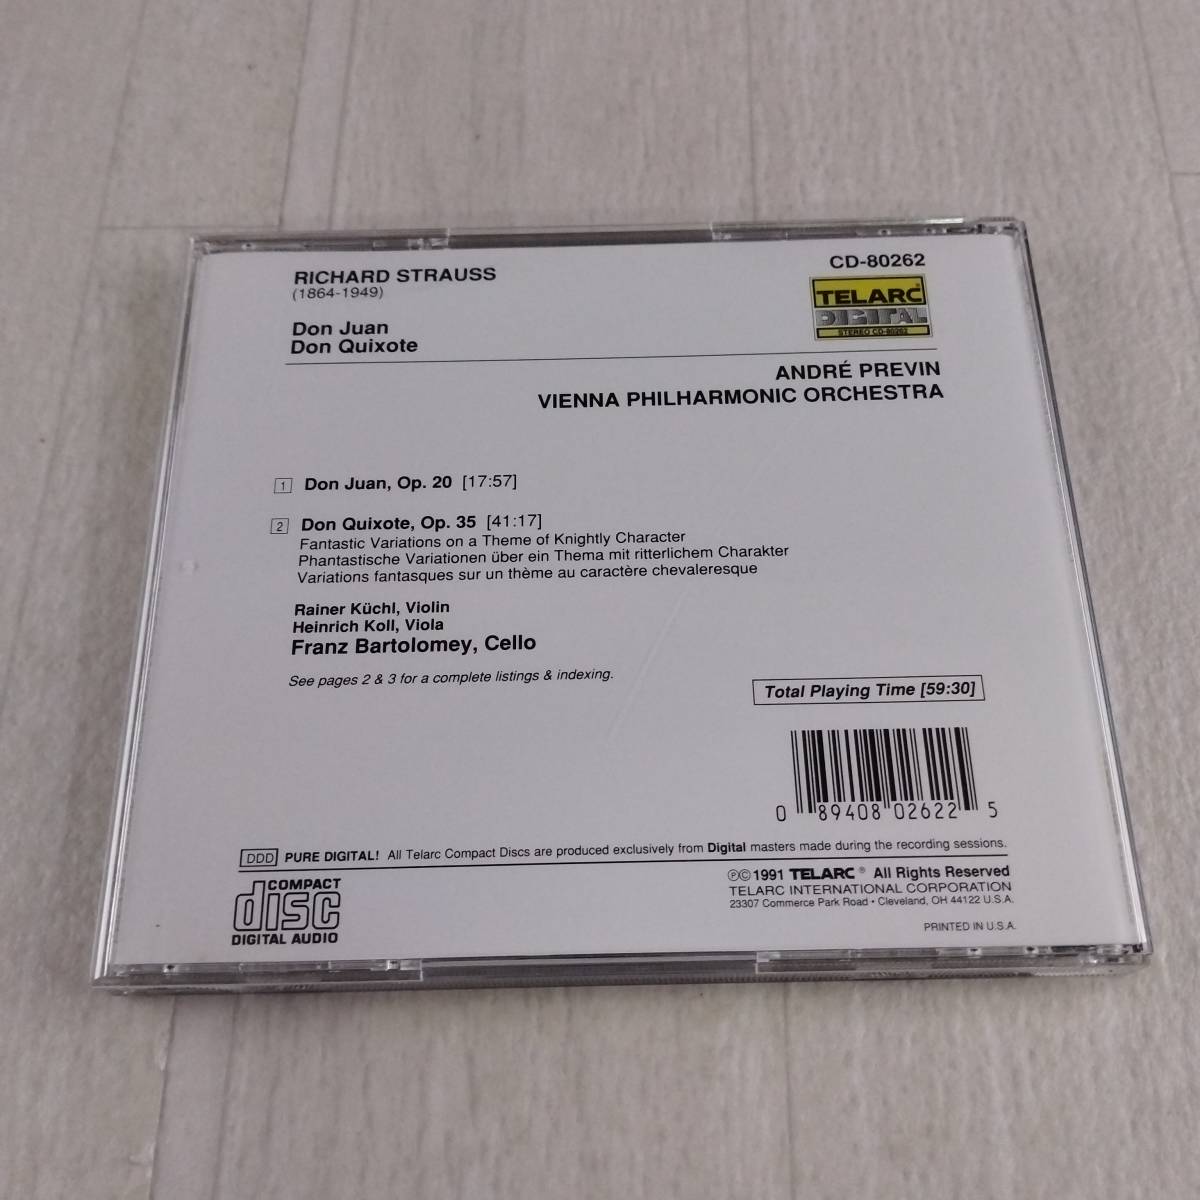 RICHARD STRAUSS
(1864-1949)
Don Juan
Don Quixote
CD-80262
TELARC
DIGITAL
STEREO CD-80262
ANDRÉ PREVIN
VIENNA PHILHARMONIC ORCHESTRA
1 Don Juan, Op. 20 [17:57]
2 Don Quixote, Op. 35 [41:17]
Fantastic Variations on a Theme of Knightly Character
Phantastische Variationen über ein Thema mit ritterlichem Charakter
Variations fantasques sur un thème au caractère chevaleresque
Rainer Küchl, Violin
Heinrich Koll, Viola
Franz Bartolomey, Cello
See pages 2 & 3 for a complete listings & indexing.
Total Playing Time [59:30]
0 89408 02622 5
DDD PURE DIGITAL! All Telarc Compact Discs are produced exclusively from Digital masters made during the recording sessions.
COMPACT
disc
DIGITAL AUDIO
℗©1991 TELARC® All Rights Reserved
TELARC INTERNATIONAL CORPORATION
23307 Commerce Park Road • Cleveland, OH 44122 U.S.A.
PRINTED IN U.S.A.